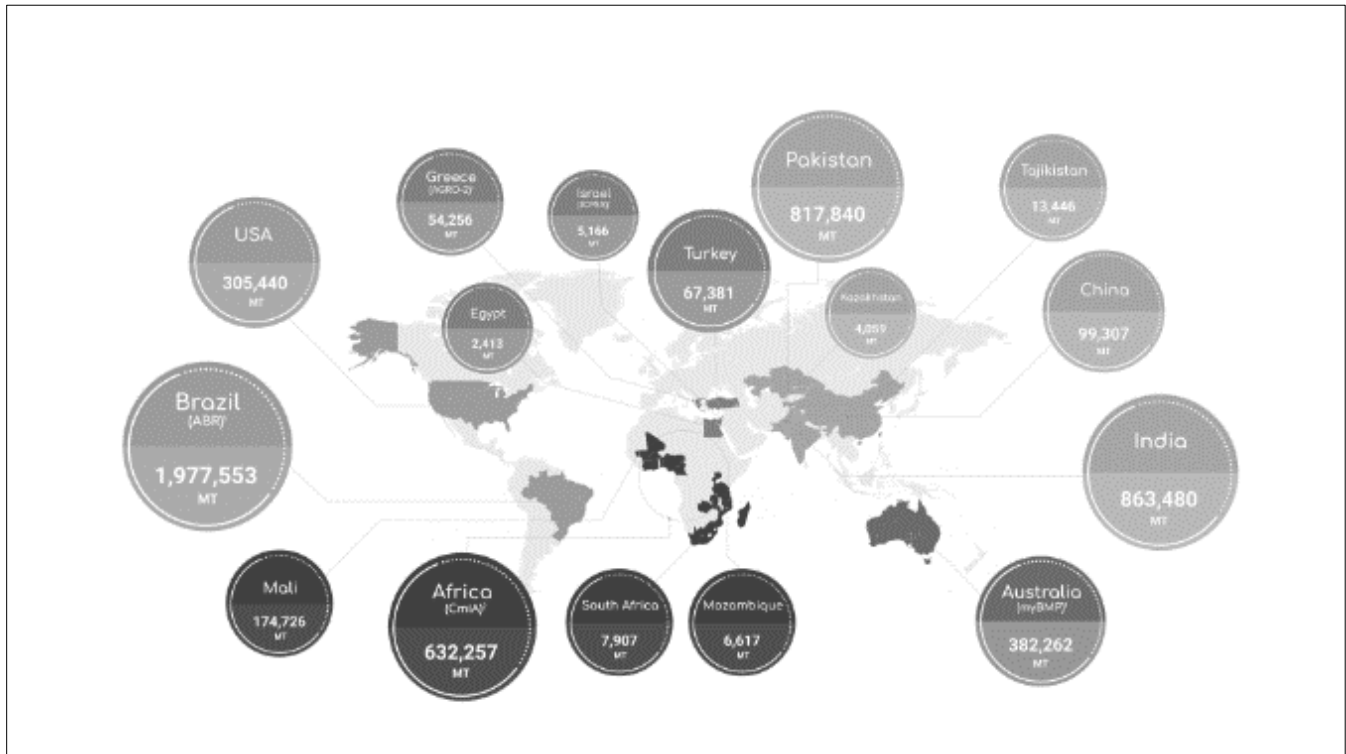 Pakistan
817,840
MT
Greece
(AGRO-2)
54,256
MT
Israel
5,166
MT
Tajikistan
13,446
MT
USA
305,440
MT
Turkey
67,381
MT
Egypt
2,413
MT
Kazakhstan
4,059
MT
China
99,307
MT
Brazil
(ABR)
1,977,553
MT
India
863,480
MT
Mali
174,726
MT
Africa
(CmiA)
632,257
MT
South Africa
7,907
MT
Mozambique
6,617
MT
Australia
(myBMP)
382,262
MT